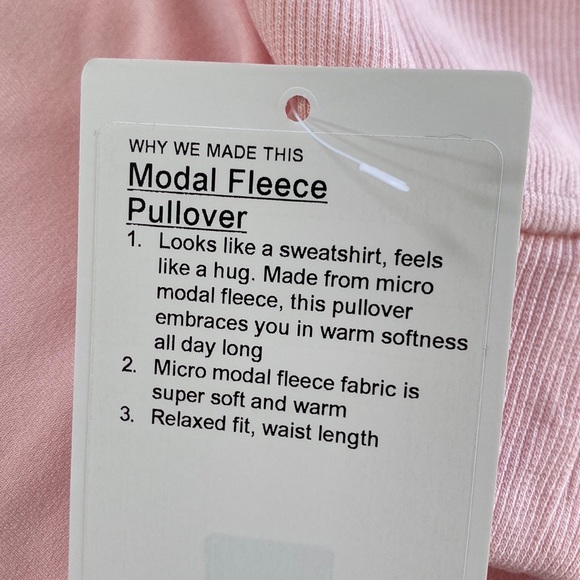 WHY WE MADE THIS
Modal Fleece
Pullover
1. Looks like a sweatshirt, feels
like a hug. Made from micro
modal fleece, this pullover
embraces you in warm softness
all day long
2. Micro modal fleece fabric is
super soft and warm
3. Relaxed fit, waist length